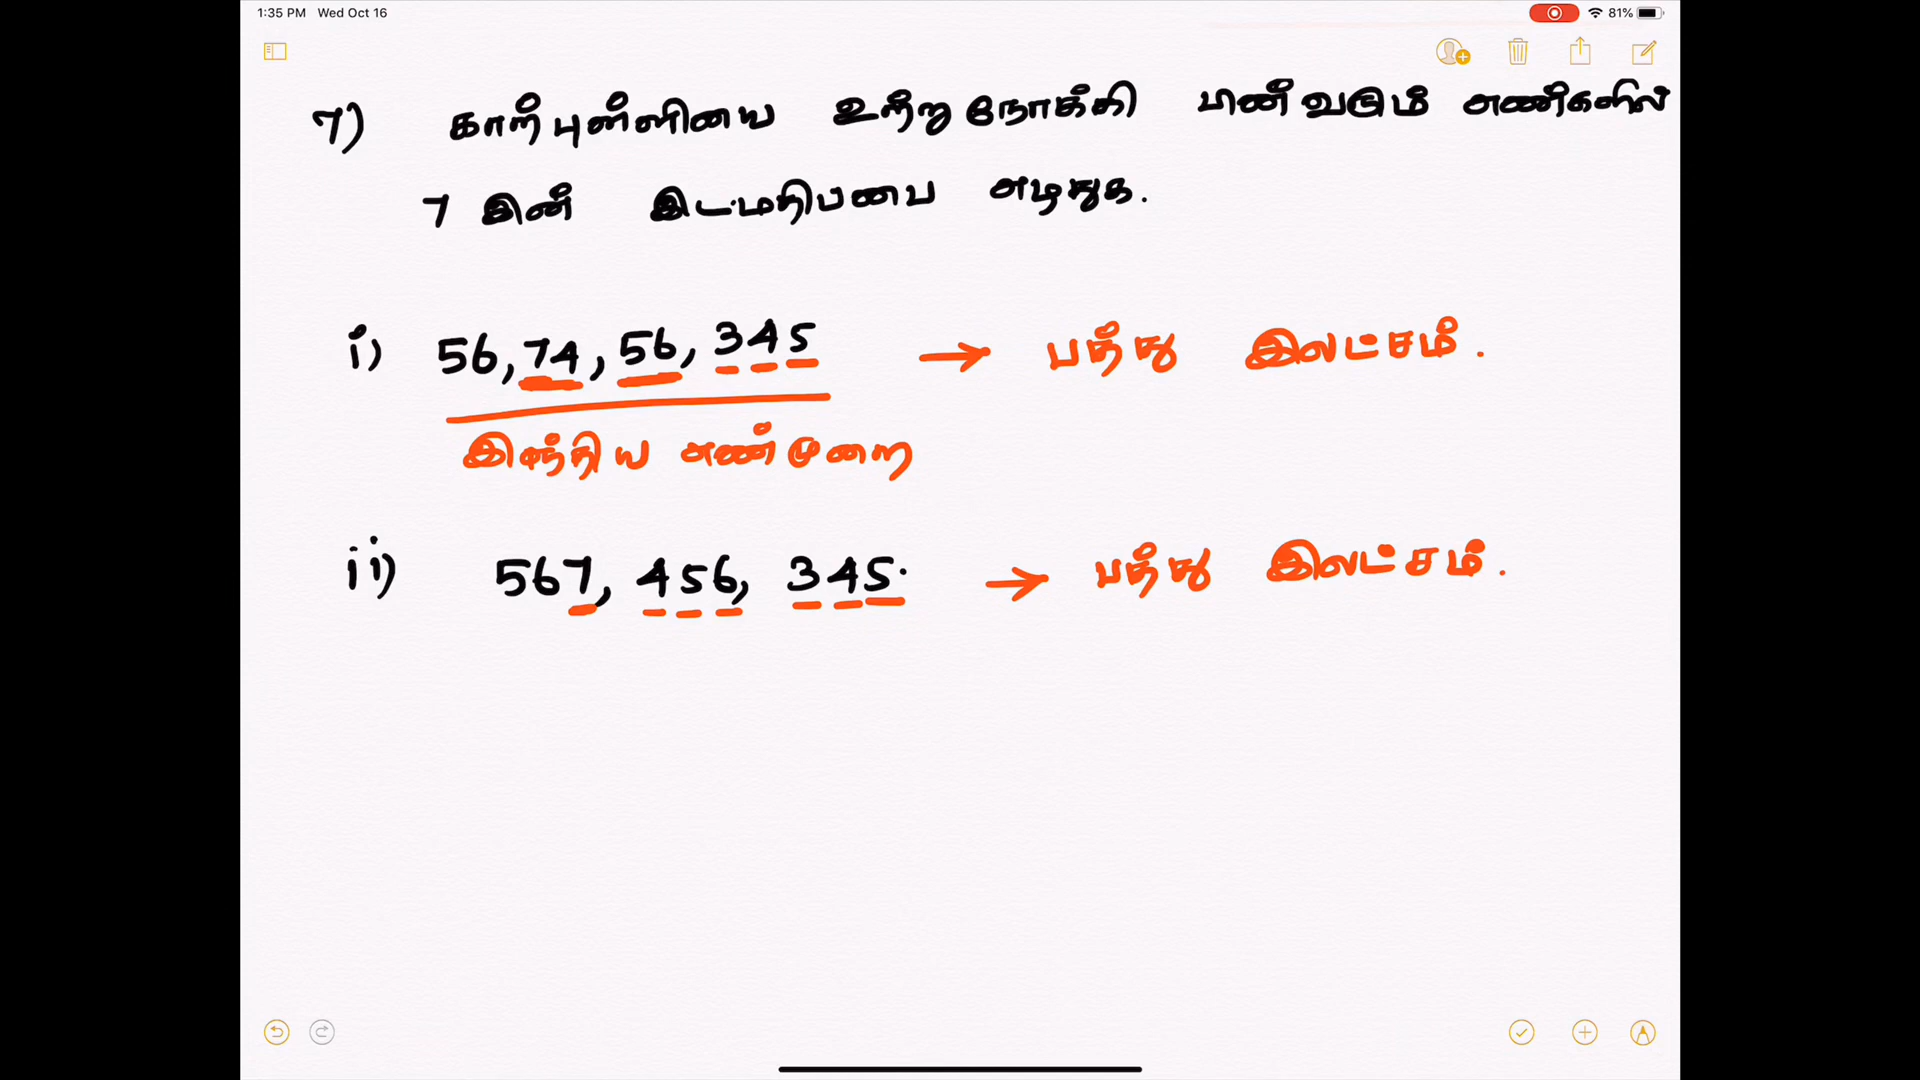 1:35 PM Wed Oct 16 81%
7) காற்புள்ளியை உற்று நோக்கி பின்வரும் எண்களில்
7 இன் இடமதிப்பை எழுதுக.
i) 56,74,56,345 → பத்து இலட்சம்.
இந்திய எண்முறை
ii) 567, 456, 345. → பத்து இலட்சம்.